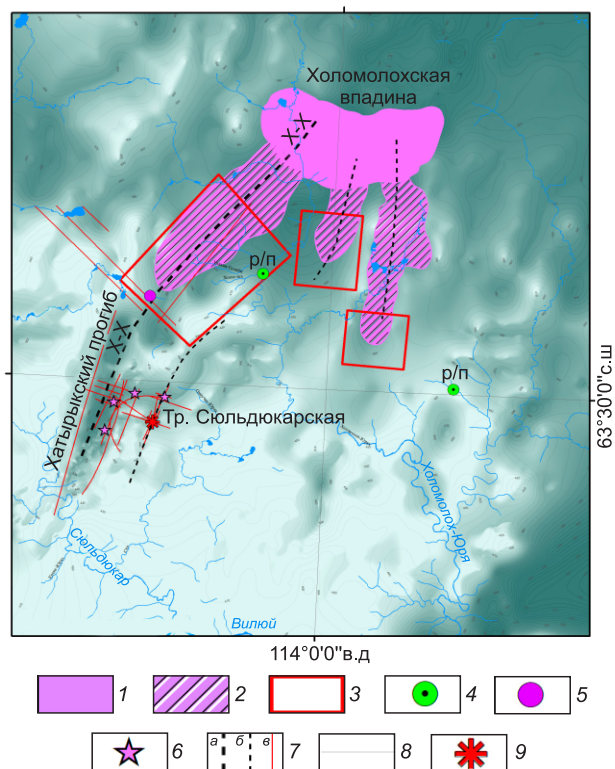 Холомолохская
впадина
р/п
Хатырыкский прогиб
р/п
Тр. Сюльдюкарская
63°30'0"с.ш
Холомолох-Юря
Сюльдюкар
Вилюй
114°0'0"в.д
1
2
3
4
5
6
а б в 7
8
9